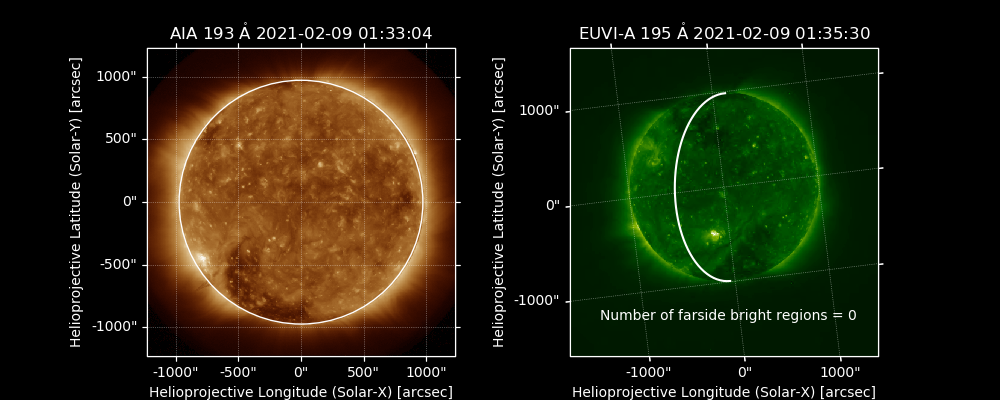 AIA 193 Å 2021-02-09 01:33:04
Helioprojective Latitude (Solar-Y) [arcsec]
1000"
500"
0"
-500"
-1000"
-1000"
-500"
0"
500"
1000"
Helioprojective Longitude (Solar-X) [arcsec]
EUVI-A 195 Å 2021-02-09 01:35:30
Helioprojective Latitude (Solar-Y) [arcsec]
1000"
0"
-1000"
Number of farside bright regions = 0
-1000"
0"
1000"
Helioprojective Longitude (Solar-X) [arcsec]